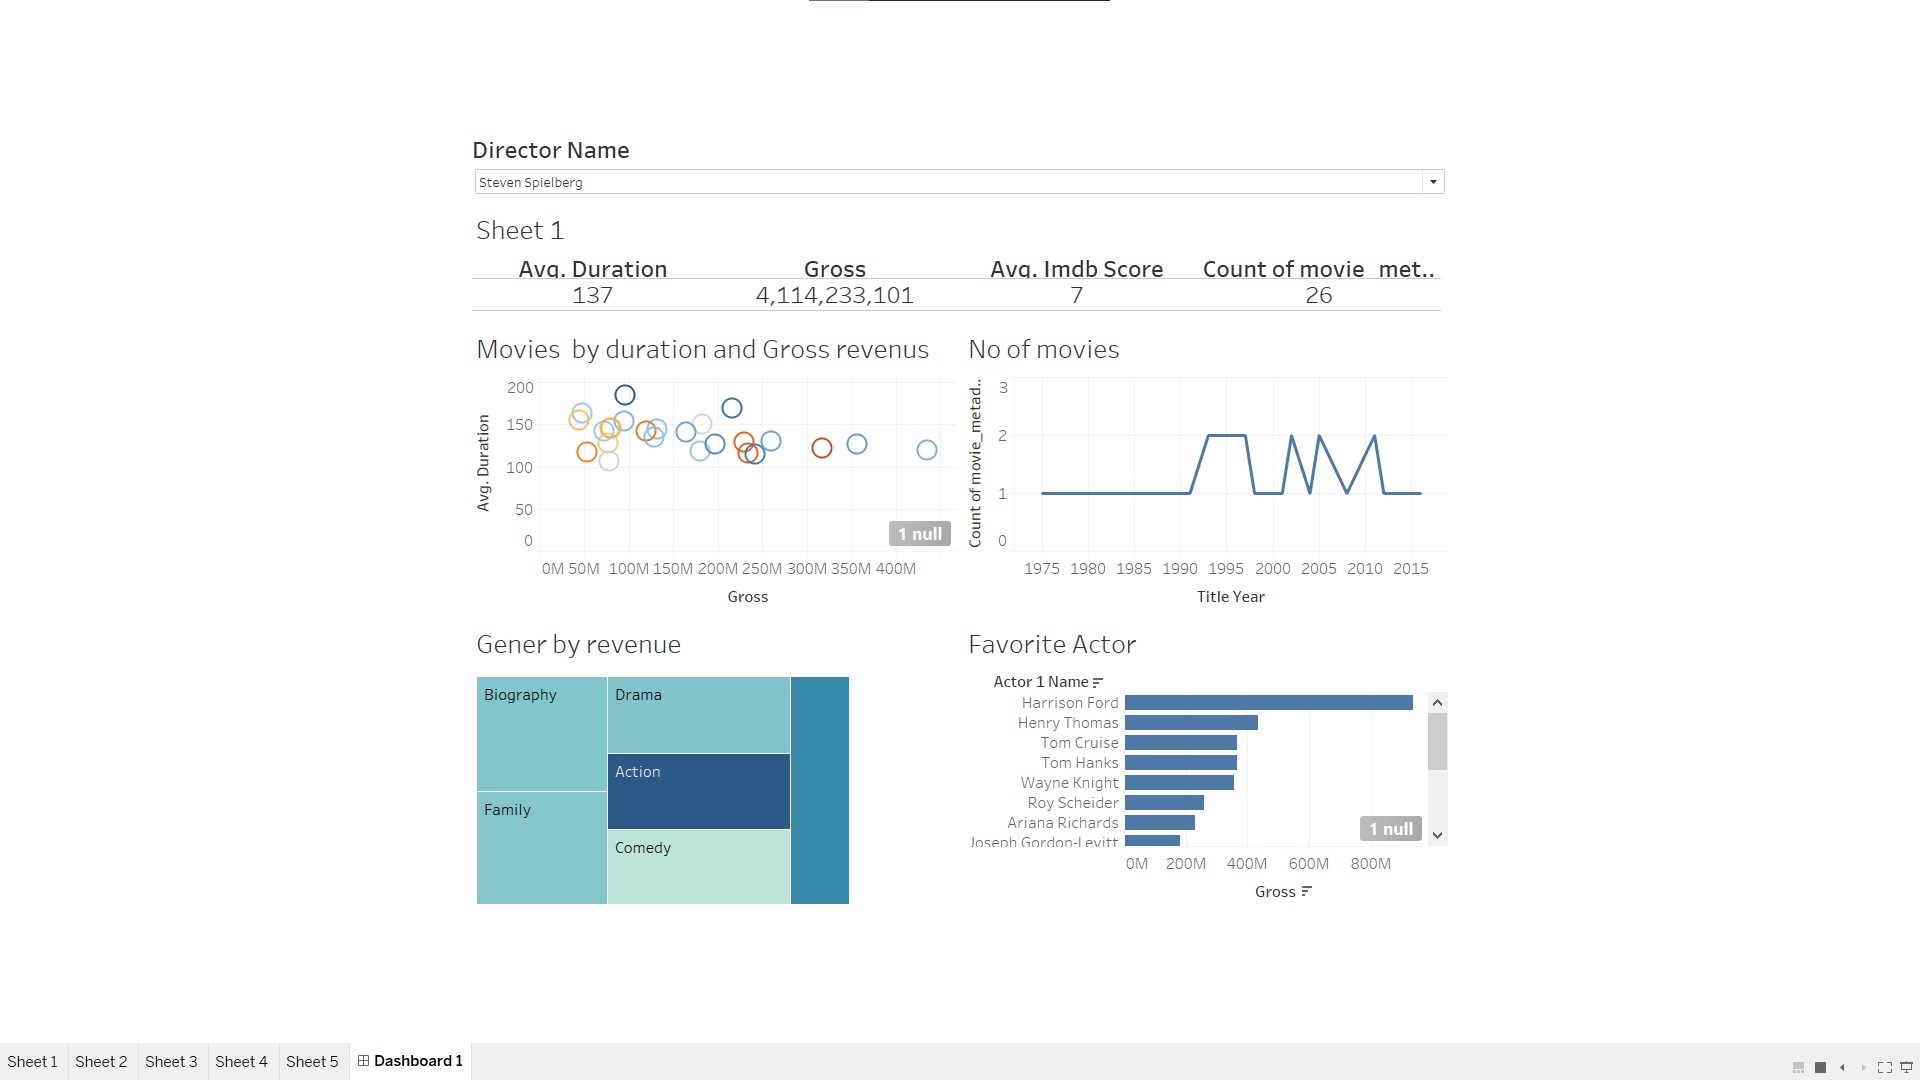 Director Name
Steven Spielberg
Sheet 1
Avg. Duration Gross Avg. Imdb Score Count of movie_met..
137 4,114,233,101 7 26
Movies by duration and Gross revenus
200
150
100
50
0
Avg. Duration
1 null
0M 50M 100M 150M 200M 250M 300M 350M 400M
Gross
No of movies
3
2
1
0
Count of movie_metad..
1975 1980 1985 1990 1995 2000 2005 2010 2015
Title Year
Gener by revenue
Biography
Family
Drama
Action
Comedy
Favorite Actor
Actor 1 Name
Harrison Ford
Henry Thomas
Tom Cruise
Tom Hanks
Wayne Knight
Roy Scheider
Ariana Richards
Joseph Gordon-Levitt
1 null
0M 200M 400M 600M 800M
Gross
Sheet 1 Sheet 2 Sheet 3 Sheet 4 Sheet 5 Dashboard 1